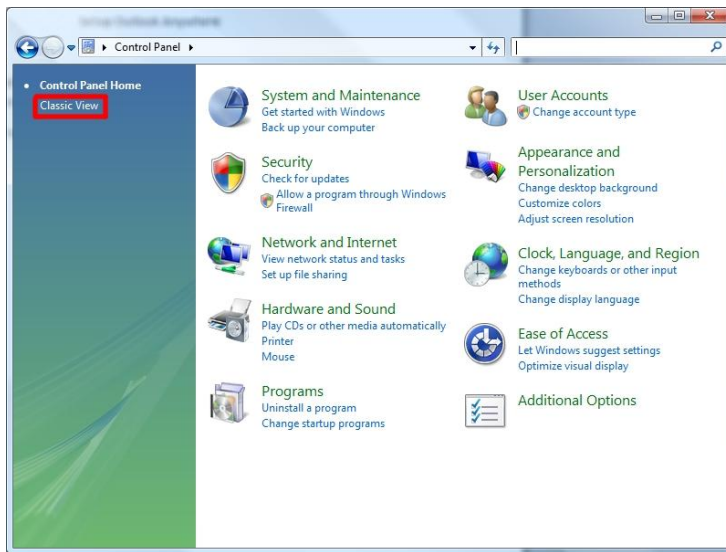 Setup Outlook Anywhere
Control Panel
Control Panel Home
Classic View
System and Maintenance
Get started with Windows
Back up your computer
Security
Check for updates
Allow a program through Windows
Firewall
Network and Internet
View network status and tasks
Set up file sharing
Hardware and Sound
Play CDs or other media automatically
Printer
Mouse
Programs
Uninstall a program
Change startup programs
User Accounts
Change account type
Appearance and
Personalization
Change desktop background
Customize colors
Adjust screen resolution
Clock, Language, and Region
Change keyboards or other input
methods
Change display language
Ease of Access
Let Windows suggest settings
Optimize visual display
Additional Options